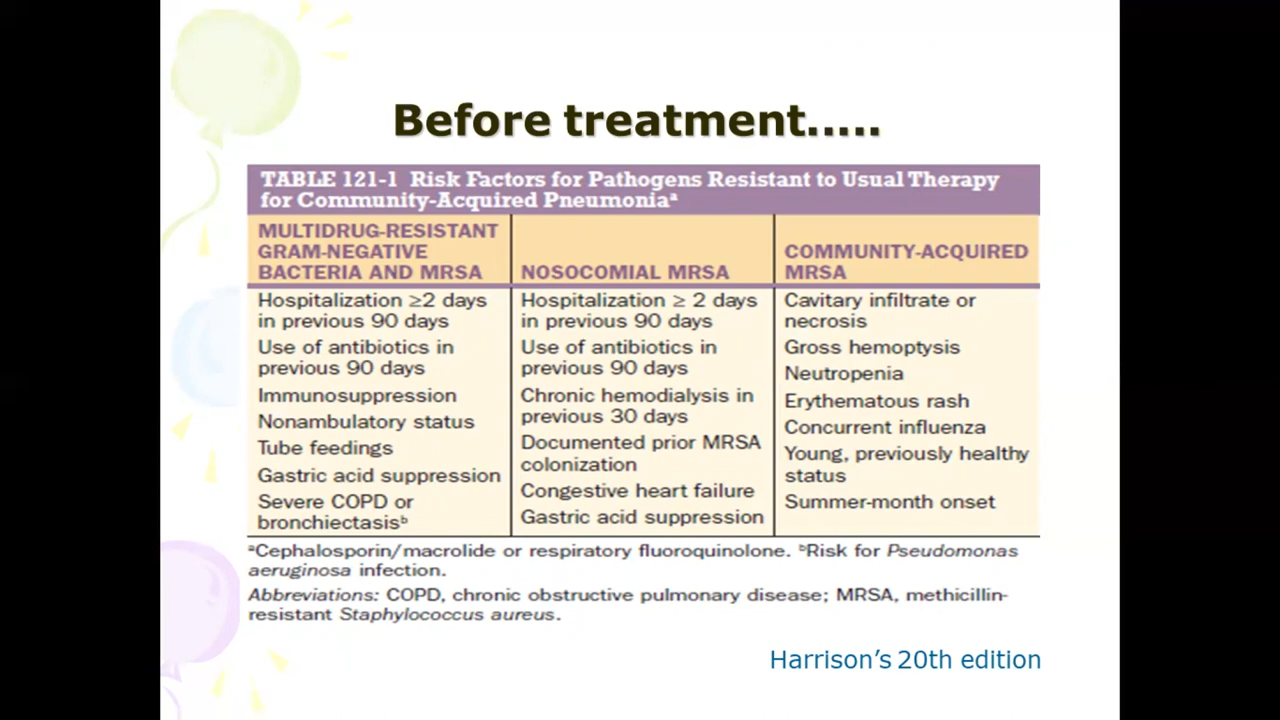 Before treatment.....
TABLE 121-1 Risk Factors for Pathogens Resistant to Usual Therapy
for Community-Acquired Pneumoniaᵃ
MULTIDRUG-RESISTANT
GRAM-NEGATIVE
BACTERIA AND MRSA
Hospitalization ≥2 days
in previous 90 days
Use of antibiotics in
previous 90 days
Immunosuppression
Nonambulatory status
Tube feedings
Gastric acid suppression
Severe COPD or
bronchiectasisᵇ
NOSOCOMIAL MRSA
Hospitalization ≥ 2 days
in previous 90 days
Use of antibiotics in
previous 90 days
Chronic hemodialysis in
previous 30 days
Documented prior MRSA
colonization
Congestive heart failure
Gastric acid suppression
COMMUNITY-ACQUIRED
MRSA
Cavitary infiltrate or
necrosis
Gross hemoptysis
Neutropenia
Erythematous rash
Concurrent influenza
Young, previously healthy
status
Summer-month onset
ᵃCephalosporin/macrolide or respiratory fluoroquinolone. ᵇRisk for Pseudomonas
aeruginosa infection.
Abbreviations: COPD, chronic obstructive pulmonary disease; MRSA, methicillin-
resistant Staphylococcus aureus.
Harrison's 20th edition